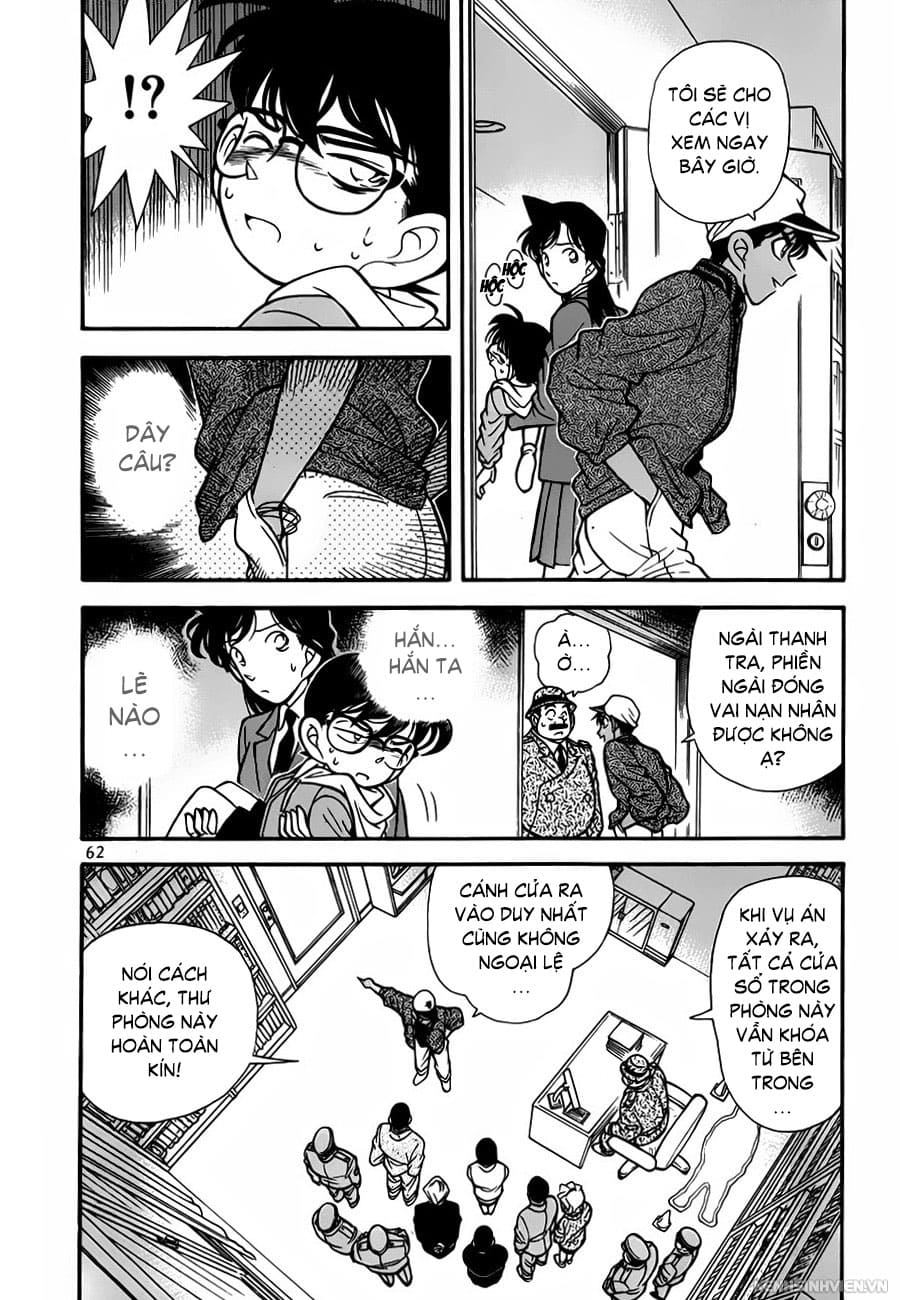 TÔI SẼ CHO
CÁC VỊ
XEM NGAY
BÂY GIỜ.
HỘC
HỘC
!?
DÂY
CÂU?
NGÀI THANH
TRA, PHIỀN
NGÀI ĐÓNG
VAI NẠN NHÂN
ĐƯỢC KHÔNG
Ạ?
À...
Ờ...
HẮN...
HẮN TA
...
LẼ
NÀO
...
62
KHI VỤ ÁN
XẢY RA,
TẤT CẢ CỬA
SỔ TRONG
PHÒNG NÀY
VẪN KHÓA
TỪ BÊN
TRONG
...
CÁNH CỬA RA
VÀO DUY NHẤT
CŨNG KHÔNG
NGOẠI LỆ
...
NÓI CÁCH
KHÁC, THƯ
PHÒNG NÀY
HOÀN TOÀN
KÍN!
KENHSINHVIEN.VN